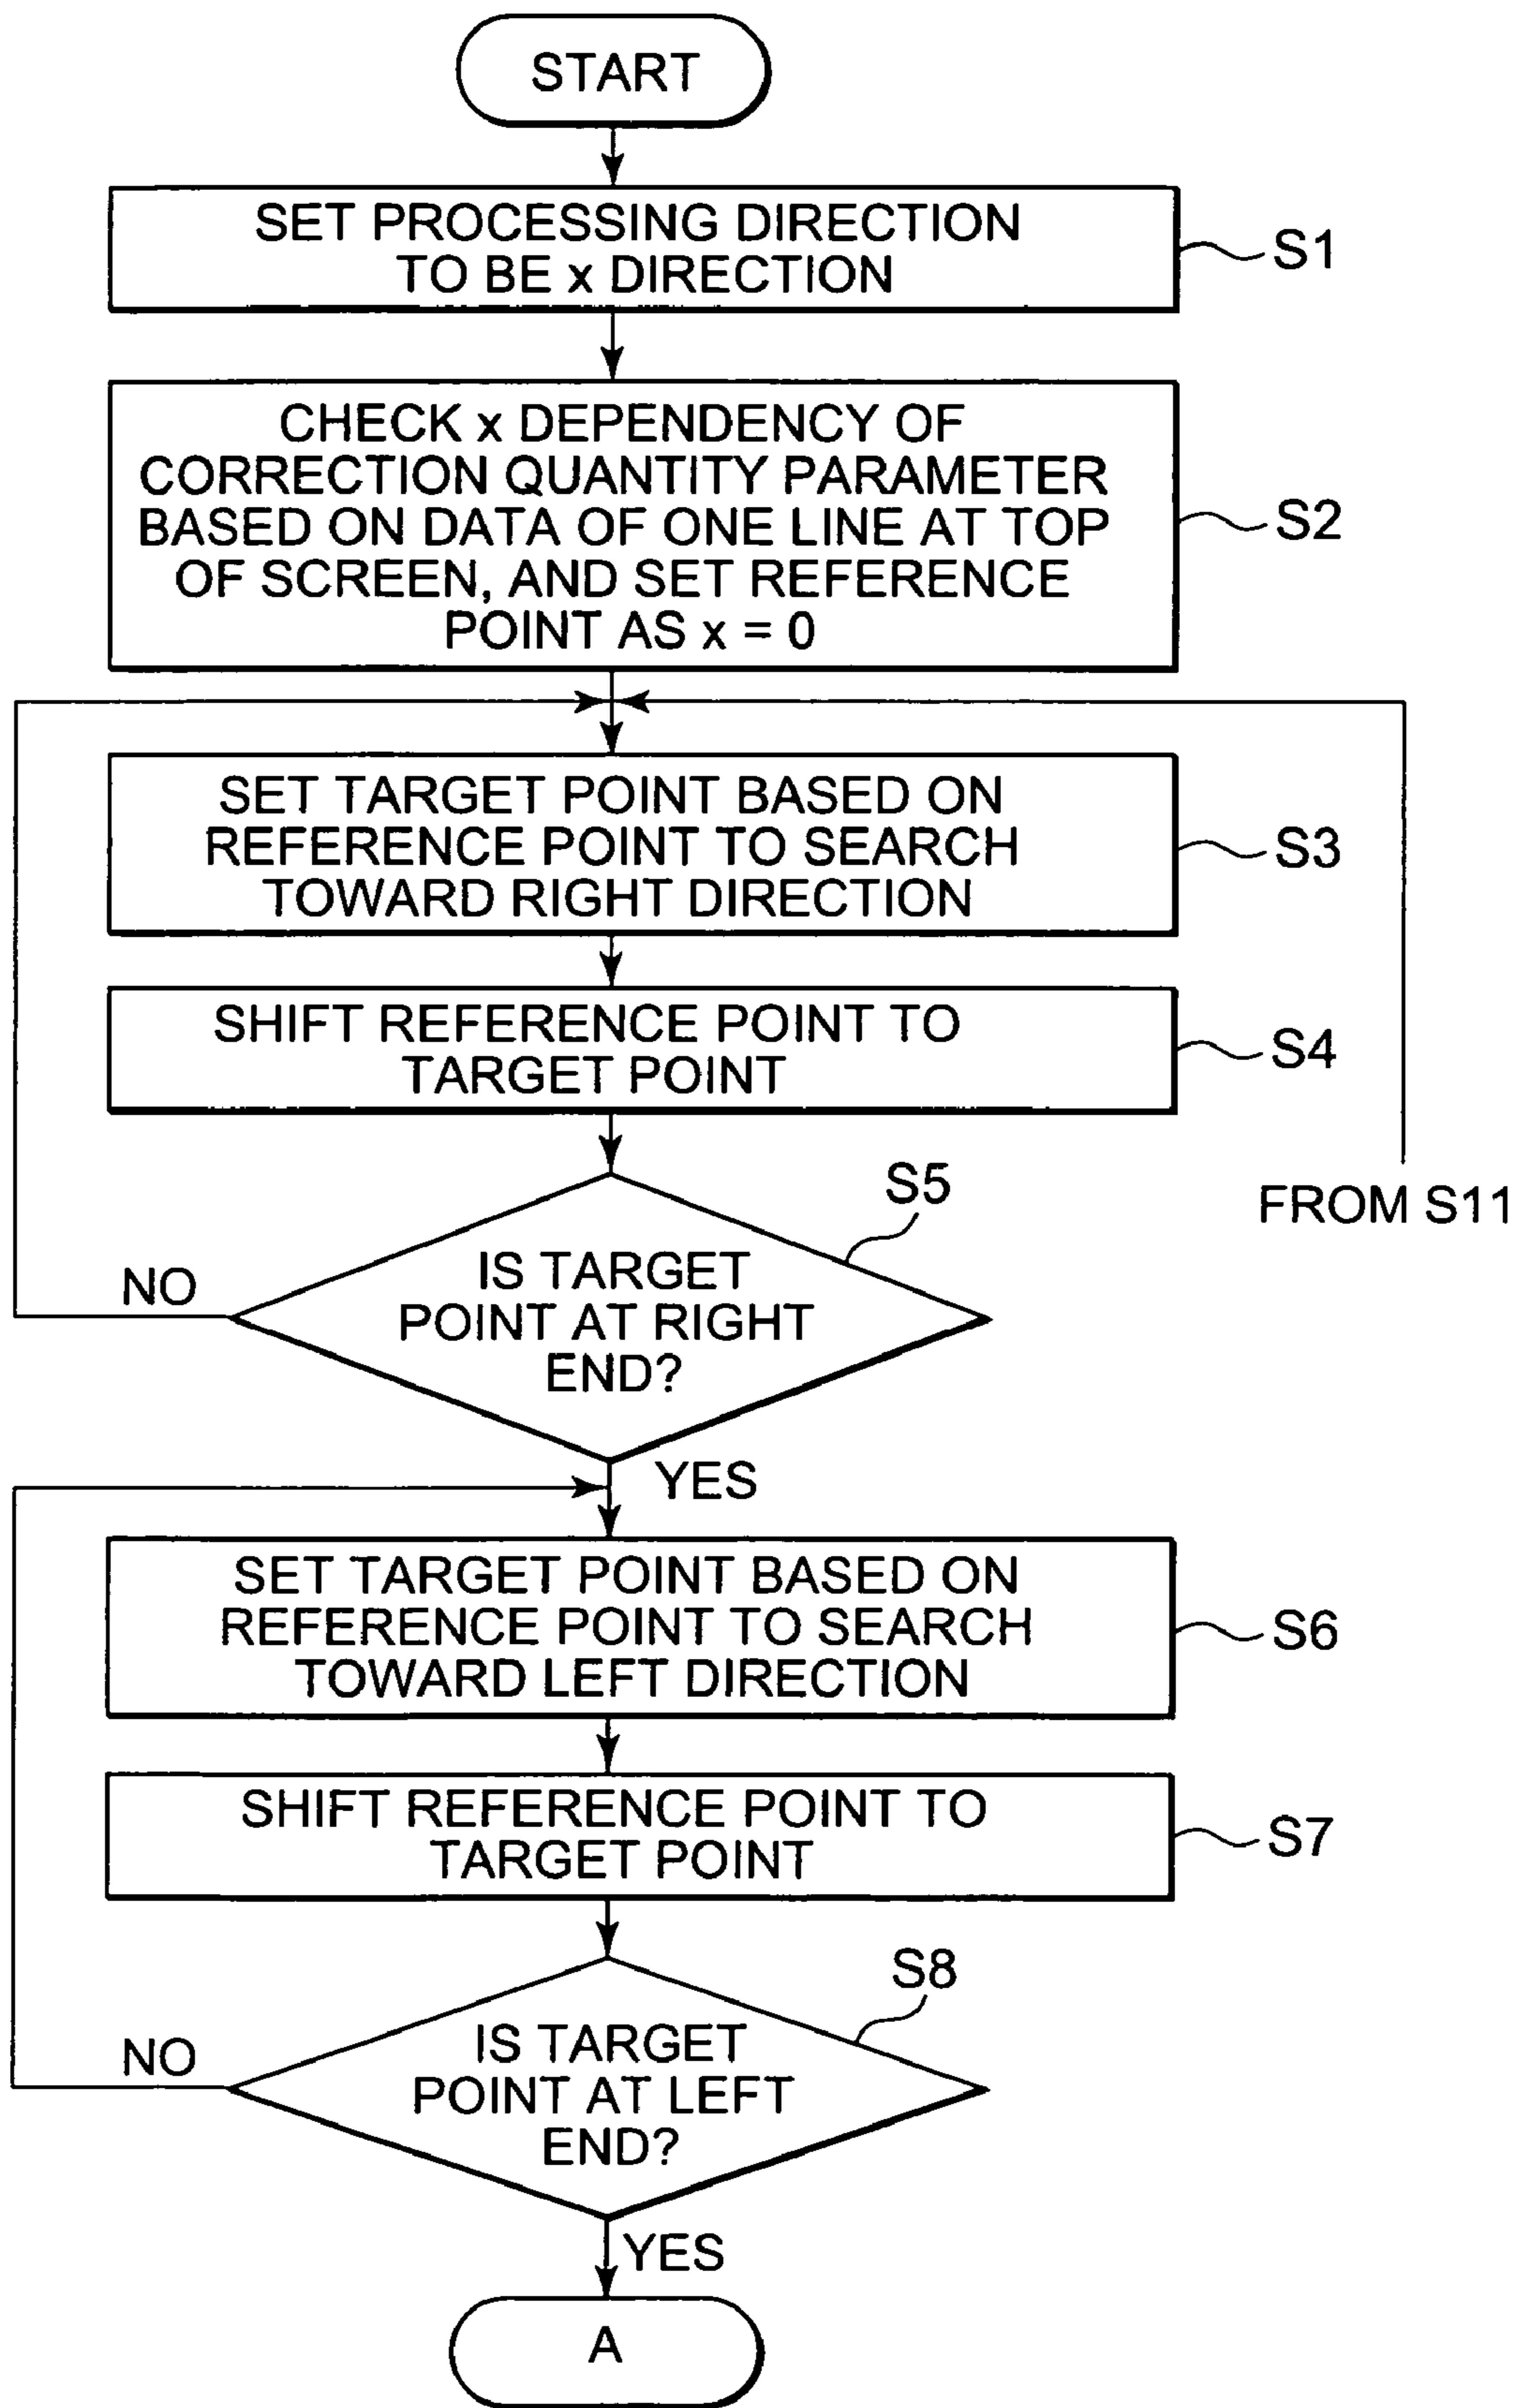 START
SET PROCESSING DIRECTION
TO BE x DIRECTION
S1
CHECK x DEPENDENCY OF
CORRECTION QUANTITY PARAMETER
BASED ON DATA OF ONE LINE AT TOP
OF SCREEN, AND SET REFERENCE
POINT AS x = 0
S2
SET TARGET POINT BASED ON
REFERENCE POINT TO SEARCH
TOWARD RIGHT DIRECTION
S3
SHIFT REFERENCE POINT TO
TARGET POINT
S4
FROM S11
S5
IS TARGET
POINT AT RIGHT
END?
NO
YES
SET TARGET POINT BASED ON
REFERENCE POINT TO SEARCH
TOWARD LEFT DIRECTION
S6
SHIFT REFERENCE POINT TO
TARGET POINT
S7
S8
IS TARGET
POINT AT LEFT
END?
NO
YES
A